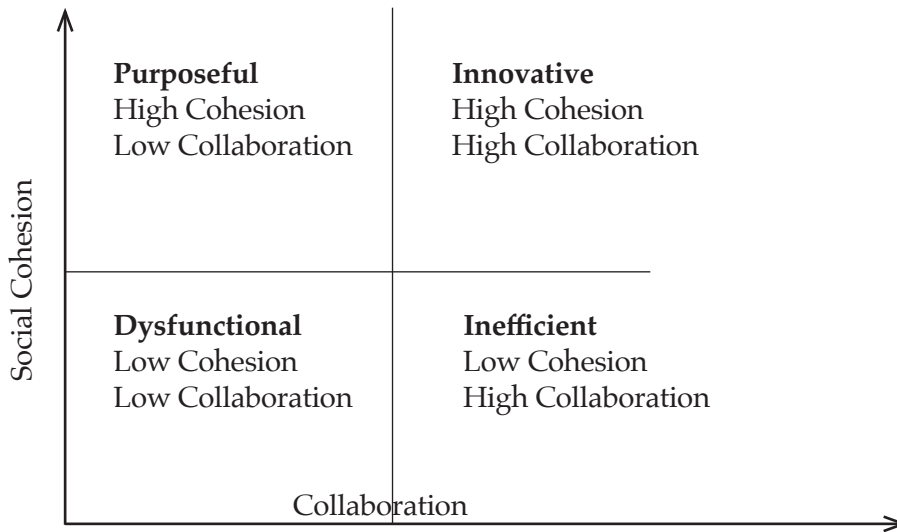 Social Cohesion
Purposeful
High Cohesion
Low Collaboration
Innovative
High Cohesion
High Collaboration
Dysfunctional
Low Cohesion
Low Collaboration
Inefficient
Low Cohesion
High Collaboration
Collaboration